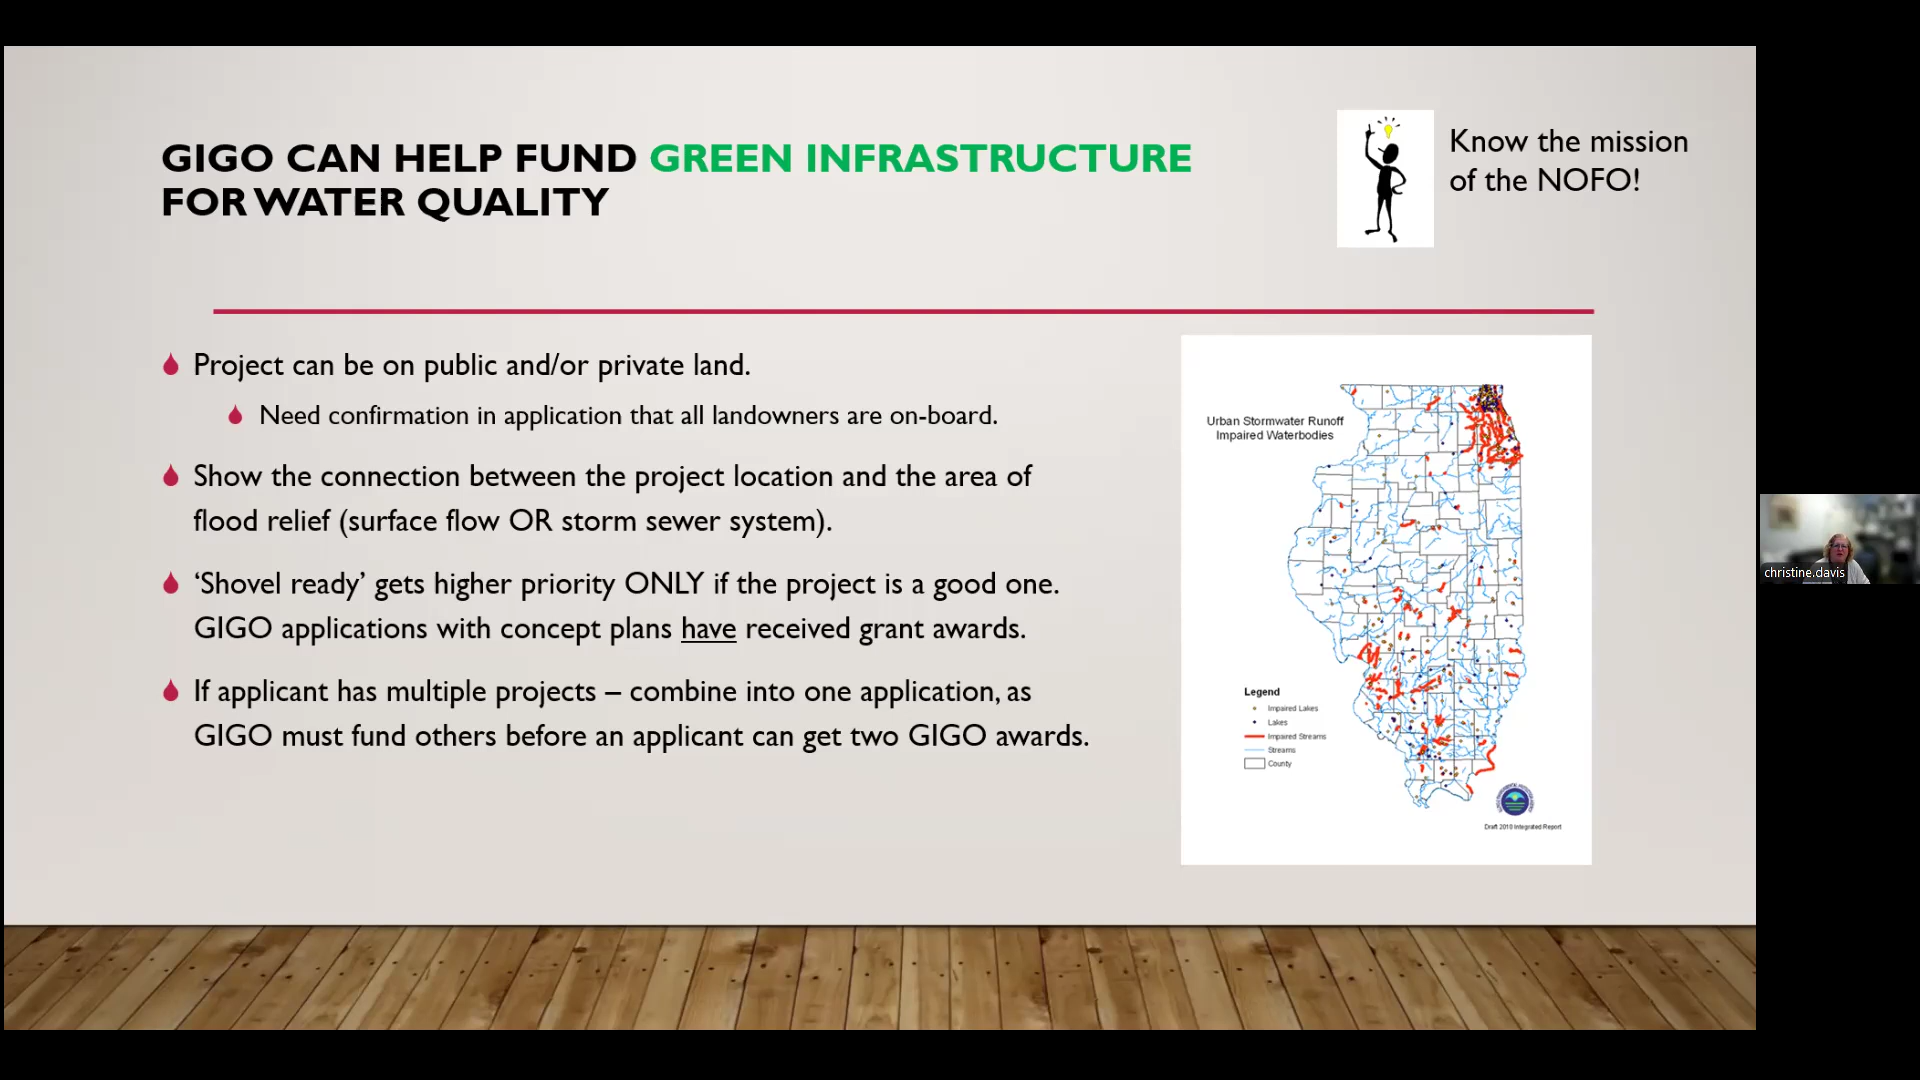 GIGO CAN HELP FUND GREEN INFRASTRUCTURE
FOR WATER QUALITY
Know the mission
of the NOFO!
Project can be on public and/or private land.
Need confirmation in application that all landowners are on-board.
Show the connection between the project location and the area of
flood relief (surface flow OR storm sewer system).
‘Shovel ready’ gets higher priority ONLY if the project is a good one.
GIGO applications with concept plans have received grant awards.
If applicant has multiple projects – combine into one application, as
GIGO must fund others before an applicant can get two GIGO awards.
Urban Stormwater Runoff
Impaired Waterbodies
Legend
Impaired Lakes
Lakes
Impaired Streams
Streams
County
Draft 2010 Integrated Report
christine.davis